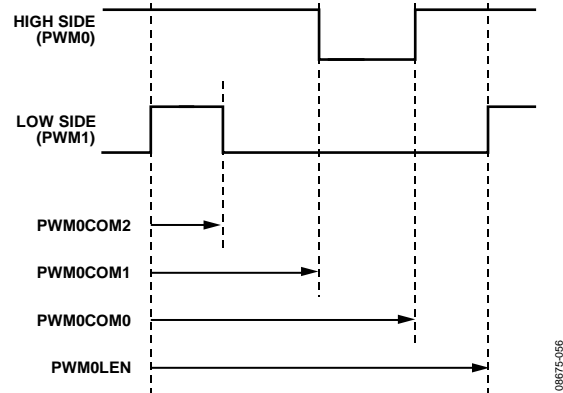 HIGH SIDE
(PWM0)
LOW SIDE
(PWM1)
PWM0COM2
PWM0COM1
PWM0COM0
PWM0LEN
08675-056